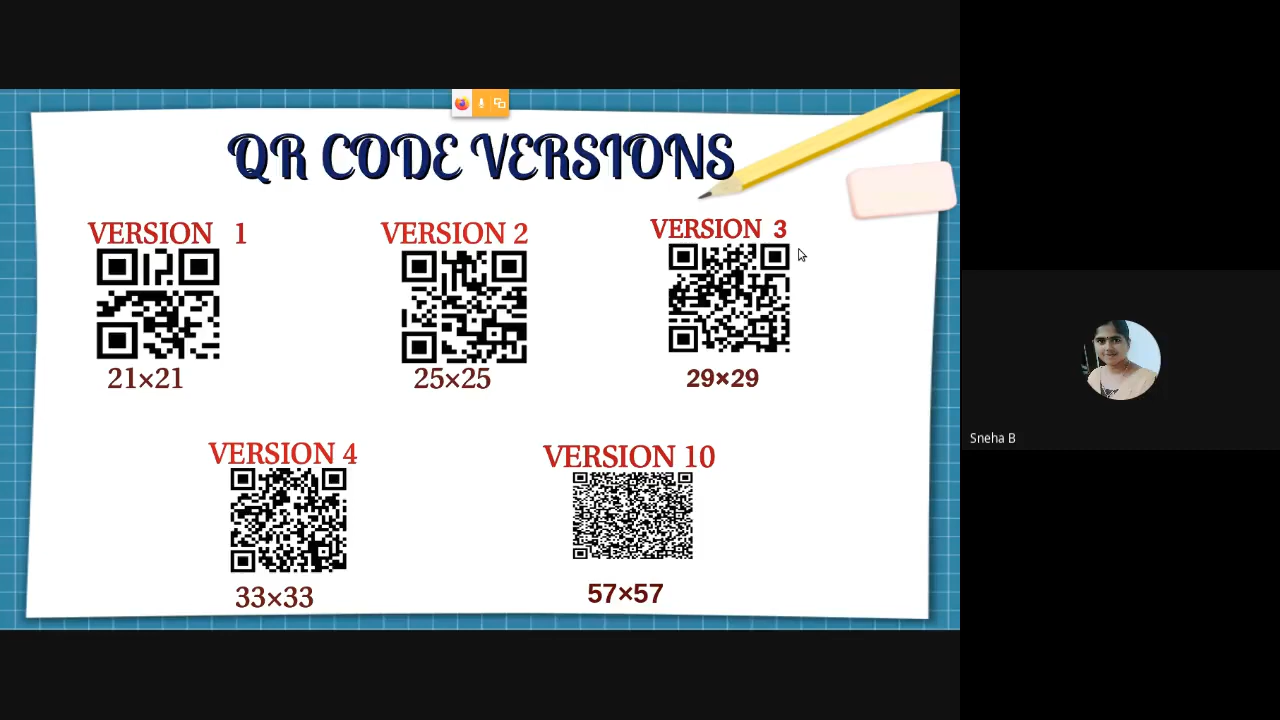 QR CODE VERSIONS
VERSION 1
VERSION 2
VERSION 3
21×21
25×25
29×29
VERSION 4
VERSION 10
33×33
57×57
Sneha B